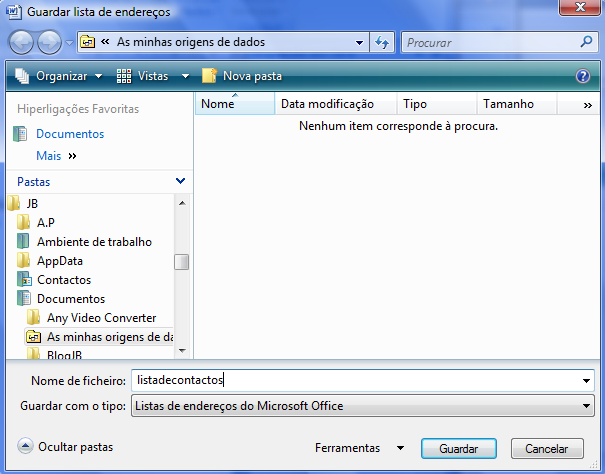 Guardar lista de endereços
« As minhas origens de dados
Procurar
Organizar Vistas Nova pasta
Hiperligações Favoritas
Documentos
Mais »
Pastas
JB
A.P
Ambiente de trabalho
AppData
Contactos
Documentos
Any Video Converter
As minhas origens de da
BlogJB
Nome Data modificação Tipo Tamanho »
Nenhum item corresponde à procura.
Nome de ficheiro: listadecontactos
Guardar com o tipo: Listas de endereços do Microsoft Office
Ocultar pastas Ferramentas Guardar Cancelar